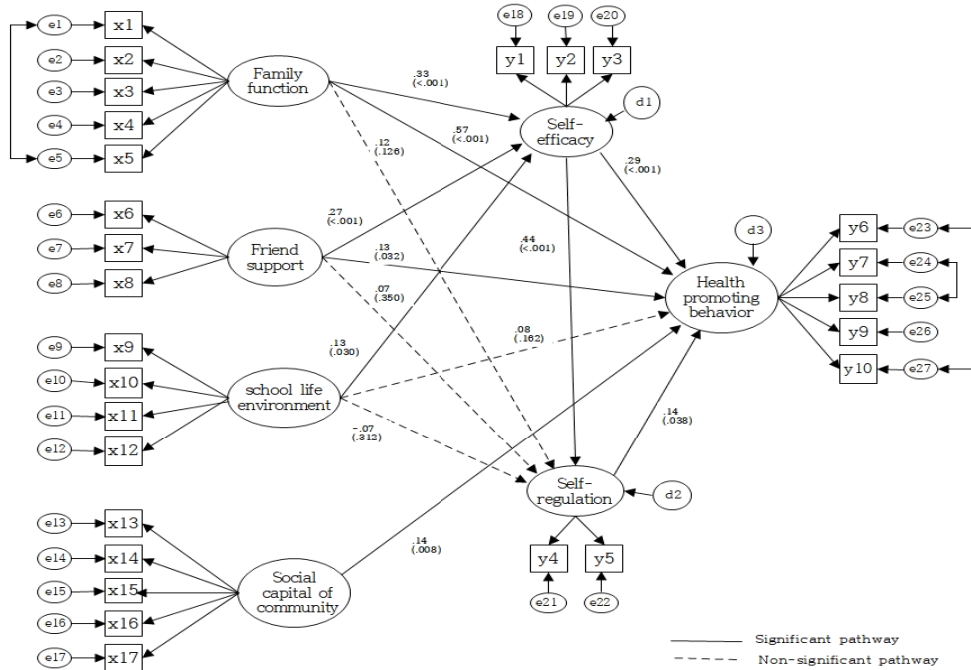 e1 x1
e2 x2
e3 x3
e4 x4
e5 x5
Family
function
e6 x6
e7 x7
e8 x8
Friend
support
e9 x9
e10 x10
e11 x11
e12 x12
school life
environment
e13 x13
e14 x14
e15 x15
e16 x16
e17 x17
Social
capital of
community
e18 e19 e20
y1 y2 y3
Self-
efficacy
d1
.33
(<.001)
.57
(<.001)
.12
(.126)
.29
(<.001)
.27
(<.001)
.13
(.032)
.44
(<.001)
.07
(.350)
.13
(.030)
.08
(.162)
-.07
(.312)
.14
(.038)
.14
(.008)
d3
Health
promoting
behavior
y6 e23
y7 e24
y8 e25
y9 e26
y10 e27
Self-
regulation
d2
y4 y5
e21 e22
Significant pathway
Non-significant pathway